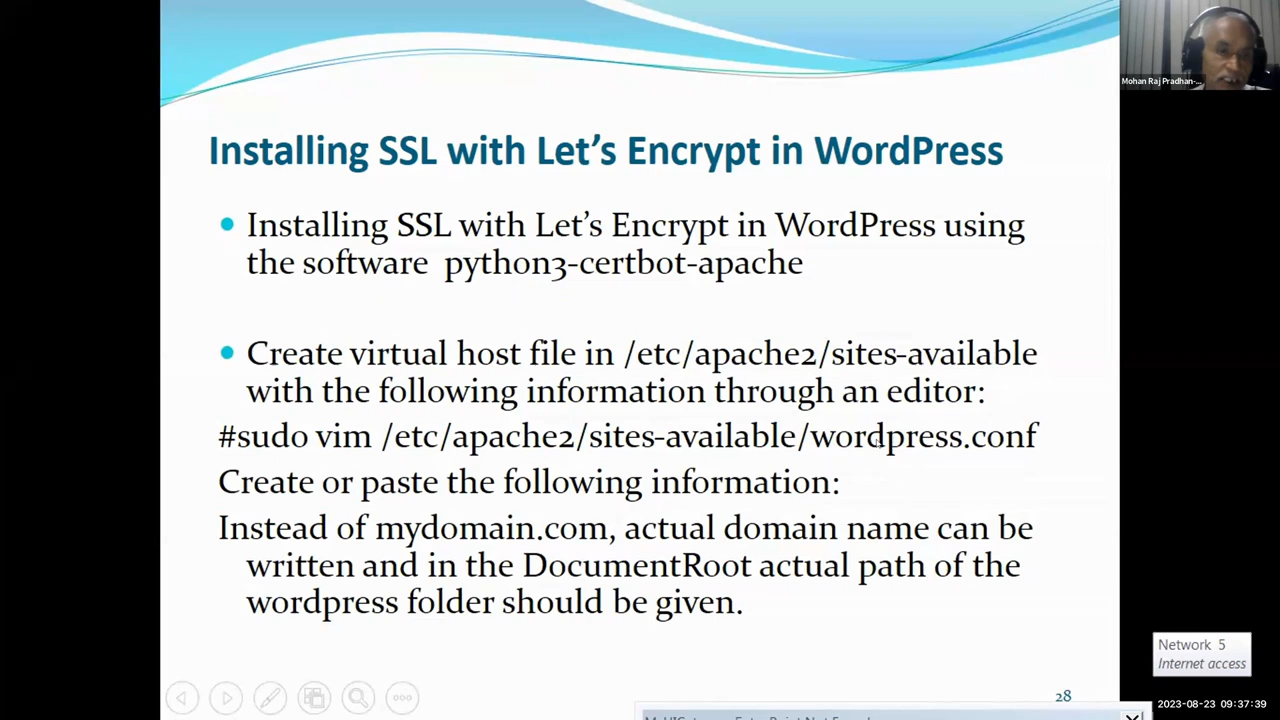 Installing SSL with Let's Encrypt in WordPress
Installing SSL with Let's Encrypt in WordPress using
the software python3-certbot-apache
Create virtual host file in /etc/apache2/sites-available
with the following information through an editor:
#sudo vim /etc/apache2/sites-available/wordpress.conf
Create or paste the following information:
Instead of mydomain.com, actual domain name can be
written and in the DocumentRoot actual path of the
wordpress folder should be given.
28
Mohan Raj Pradhan-...
Network 5
Internet access
2023-08-23 09:37:39